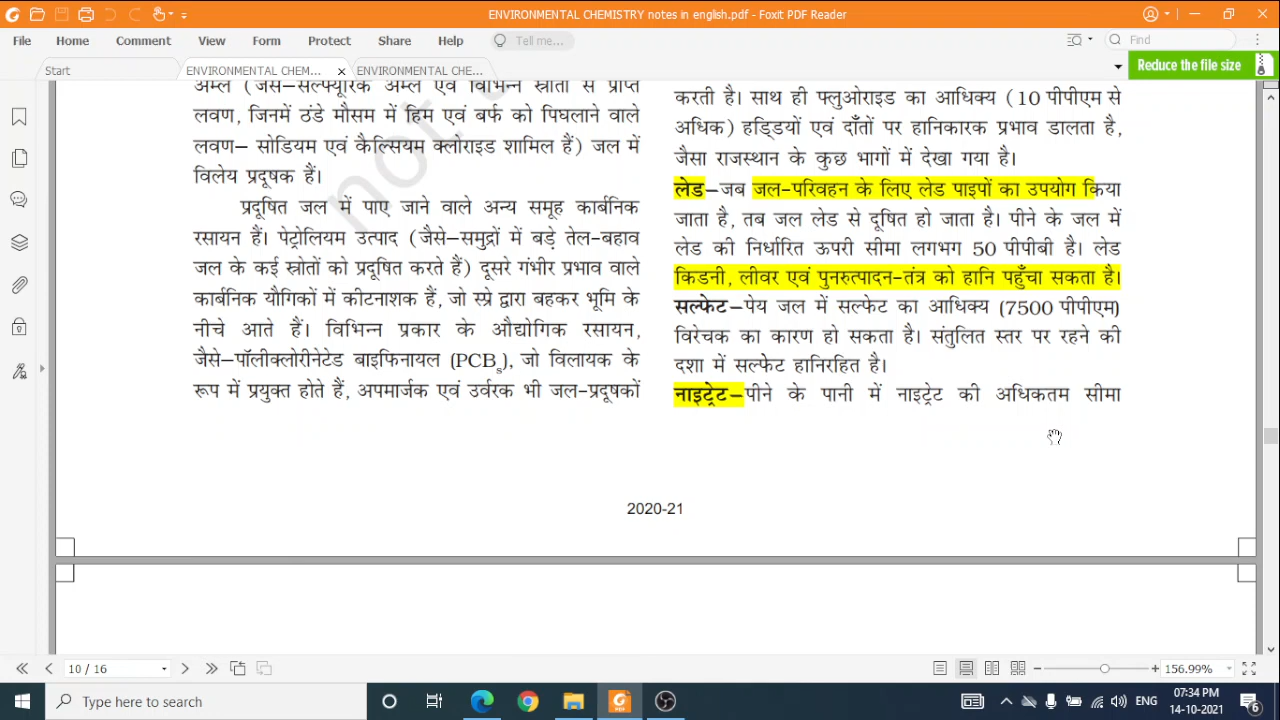 ENVIRONMENTAL CHEMISTRY notes in english.pdf - Foxit PDF Reader
File Home Comment View Form Protect Share Help Tell me... Find
Start ENVIRONMENTAL CHEM... ENVIRONMENTAL CHE... Reduce the file size
अम्ल (जैसे–सल्फ्यूरिक अम्ल एवं विभिन्न स्रोतों से प्राप्त
लवण, जिनमें ठंडे मौसम में हिम एवं बर्फ को पिघलाने वाले
लवण– सोडियम एवं कैल्सियम क्लोराइड शामिल हैं) जल में
विलेय प्रदूषक हैं।
प्रदूषित जल में पाए जाने वाले अन्य समूह कार्बनिक
रसायन हैं। पेट्रोलियम उत्पाद (जैसे–समुद्रों में बड़े तेल-बहाव
जल के कई स्रोतों को प्रदूषित करते हैं) दूसरे गंभीर प्रभाव वाले
कार्बनिक यौगिकों में कीटनाशक हैं, जो स्प्रे द्वारा बहकर भूमि के
नीचे आते हैं। विभिन्न प्रकार के औद्योगिक रसायन,
जैसे–पॉलीक्लोरीनेटेड बाइफिनायल (PCBs), जो विलायक के
रूप में प्रयुक्त होते हैं, अपमार्जक एवं उर्वरक भी जल-प्रदूषकों
करती है। साथ ही फ्लुओराइड का आधिक्य (10 पीपीएम से
अधिक) हड्डियों एवं दाँतों पर हानिकारक प्रभाव डालता है,
जैसा राजस्थान के कुछ भागों में देखा गया है।
लेड–जब जल-परिवहन के लिए लेड पाइपों का उपयोग किया
जाता है, तब जल लेड से दूषित हो जाता है। पीने के जल में
लेड की निर्धारित ऊपरी सीमा लगभग 50 पीपीबी है। लेड
किडनी, लीवर एवं पुनरुत्पादन-तंत्र को हानि पहुँचा सकता है।
सल्फेट–पेय जल में सल्फेट का आधिक्य (7500 पीपीएम)
विरेचक का कारण हो सकता है। संतुलित स्तर पर रहने की
दशा में सल्फेट हानिरहित है।
नाइट्रेट–पीने के पानी में नाइट्रेट की अधिकतम सीमा
not t
2020-21
10 / 16 156.99%
Type here to search ENG 07:34 PM
14-10-2021 6